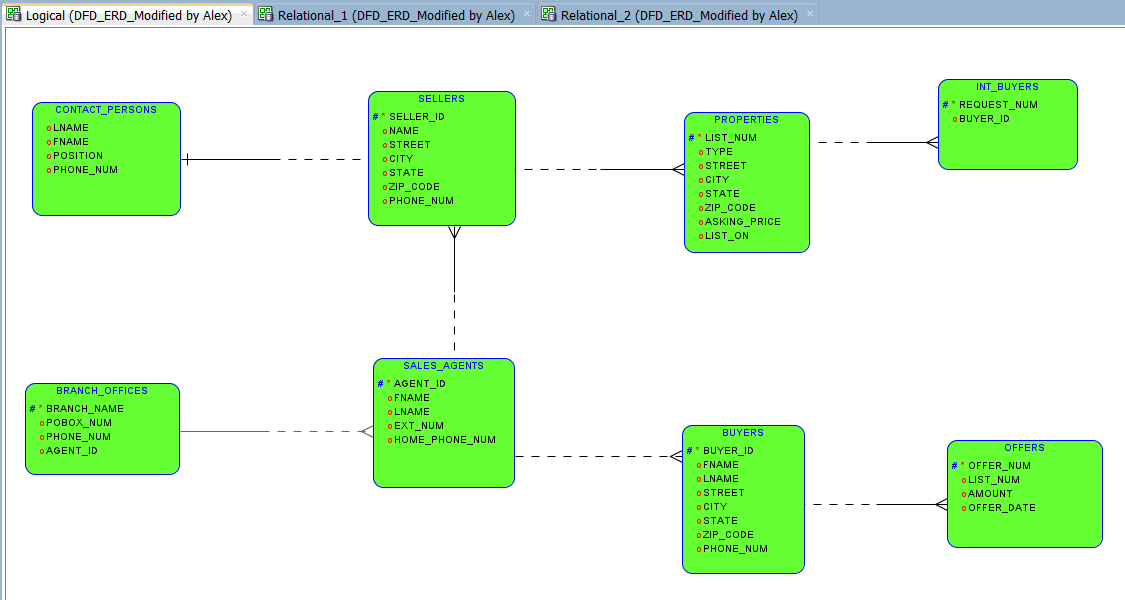 Logical (DFD_ERD_Modified by Alex) × Relational_1 (DFD_ERD_Modified by Alex) × Relational_2 (DFD_ERD_Modified by Alex) ×
CONTACT_PERSONS
o LNAME
o FNAME
o POSITION
o PHONE_NUM
SELLERS
# * SELLER_ID
o NAME
o STREET
o CITY
o STATE
o ZIP_CODE
o PHONE_NUM
PROPERTIES
# * LIST_NUM
o TYPE
o STREET
o CITY
o STATE
o ZIP_CODE
o ASKING_PRICE
o LIST_ON
INT_BUYERS
# * REQUEST_NUM
o BUYER_ID
BRANCH_OFFICES
# * BRANCH_NAME
o POBOX_NUM
o PHONE_NUM
o AGENT_ID
SALES_AGENTS
# * AGENT_ID
o FNAME
o LNAME
o EXT_NUM
o HOME_PHONE_NUM
BUYERS
# * BUYER_ID
o FNAME
o LNAME
o STREET
o CITY
o STATE
o ZIP_CODE
o PHONE_NUM
OFFERS
# * OFFER_NUM
o LIST_NUM
o AMOUNT
o OFFER_DATE